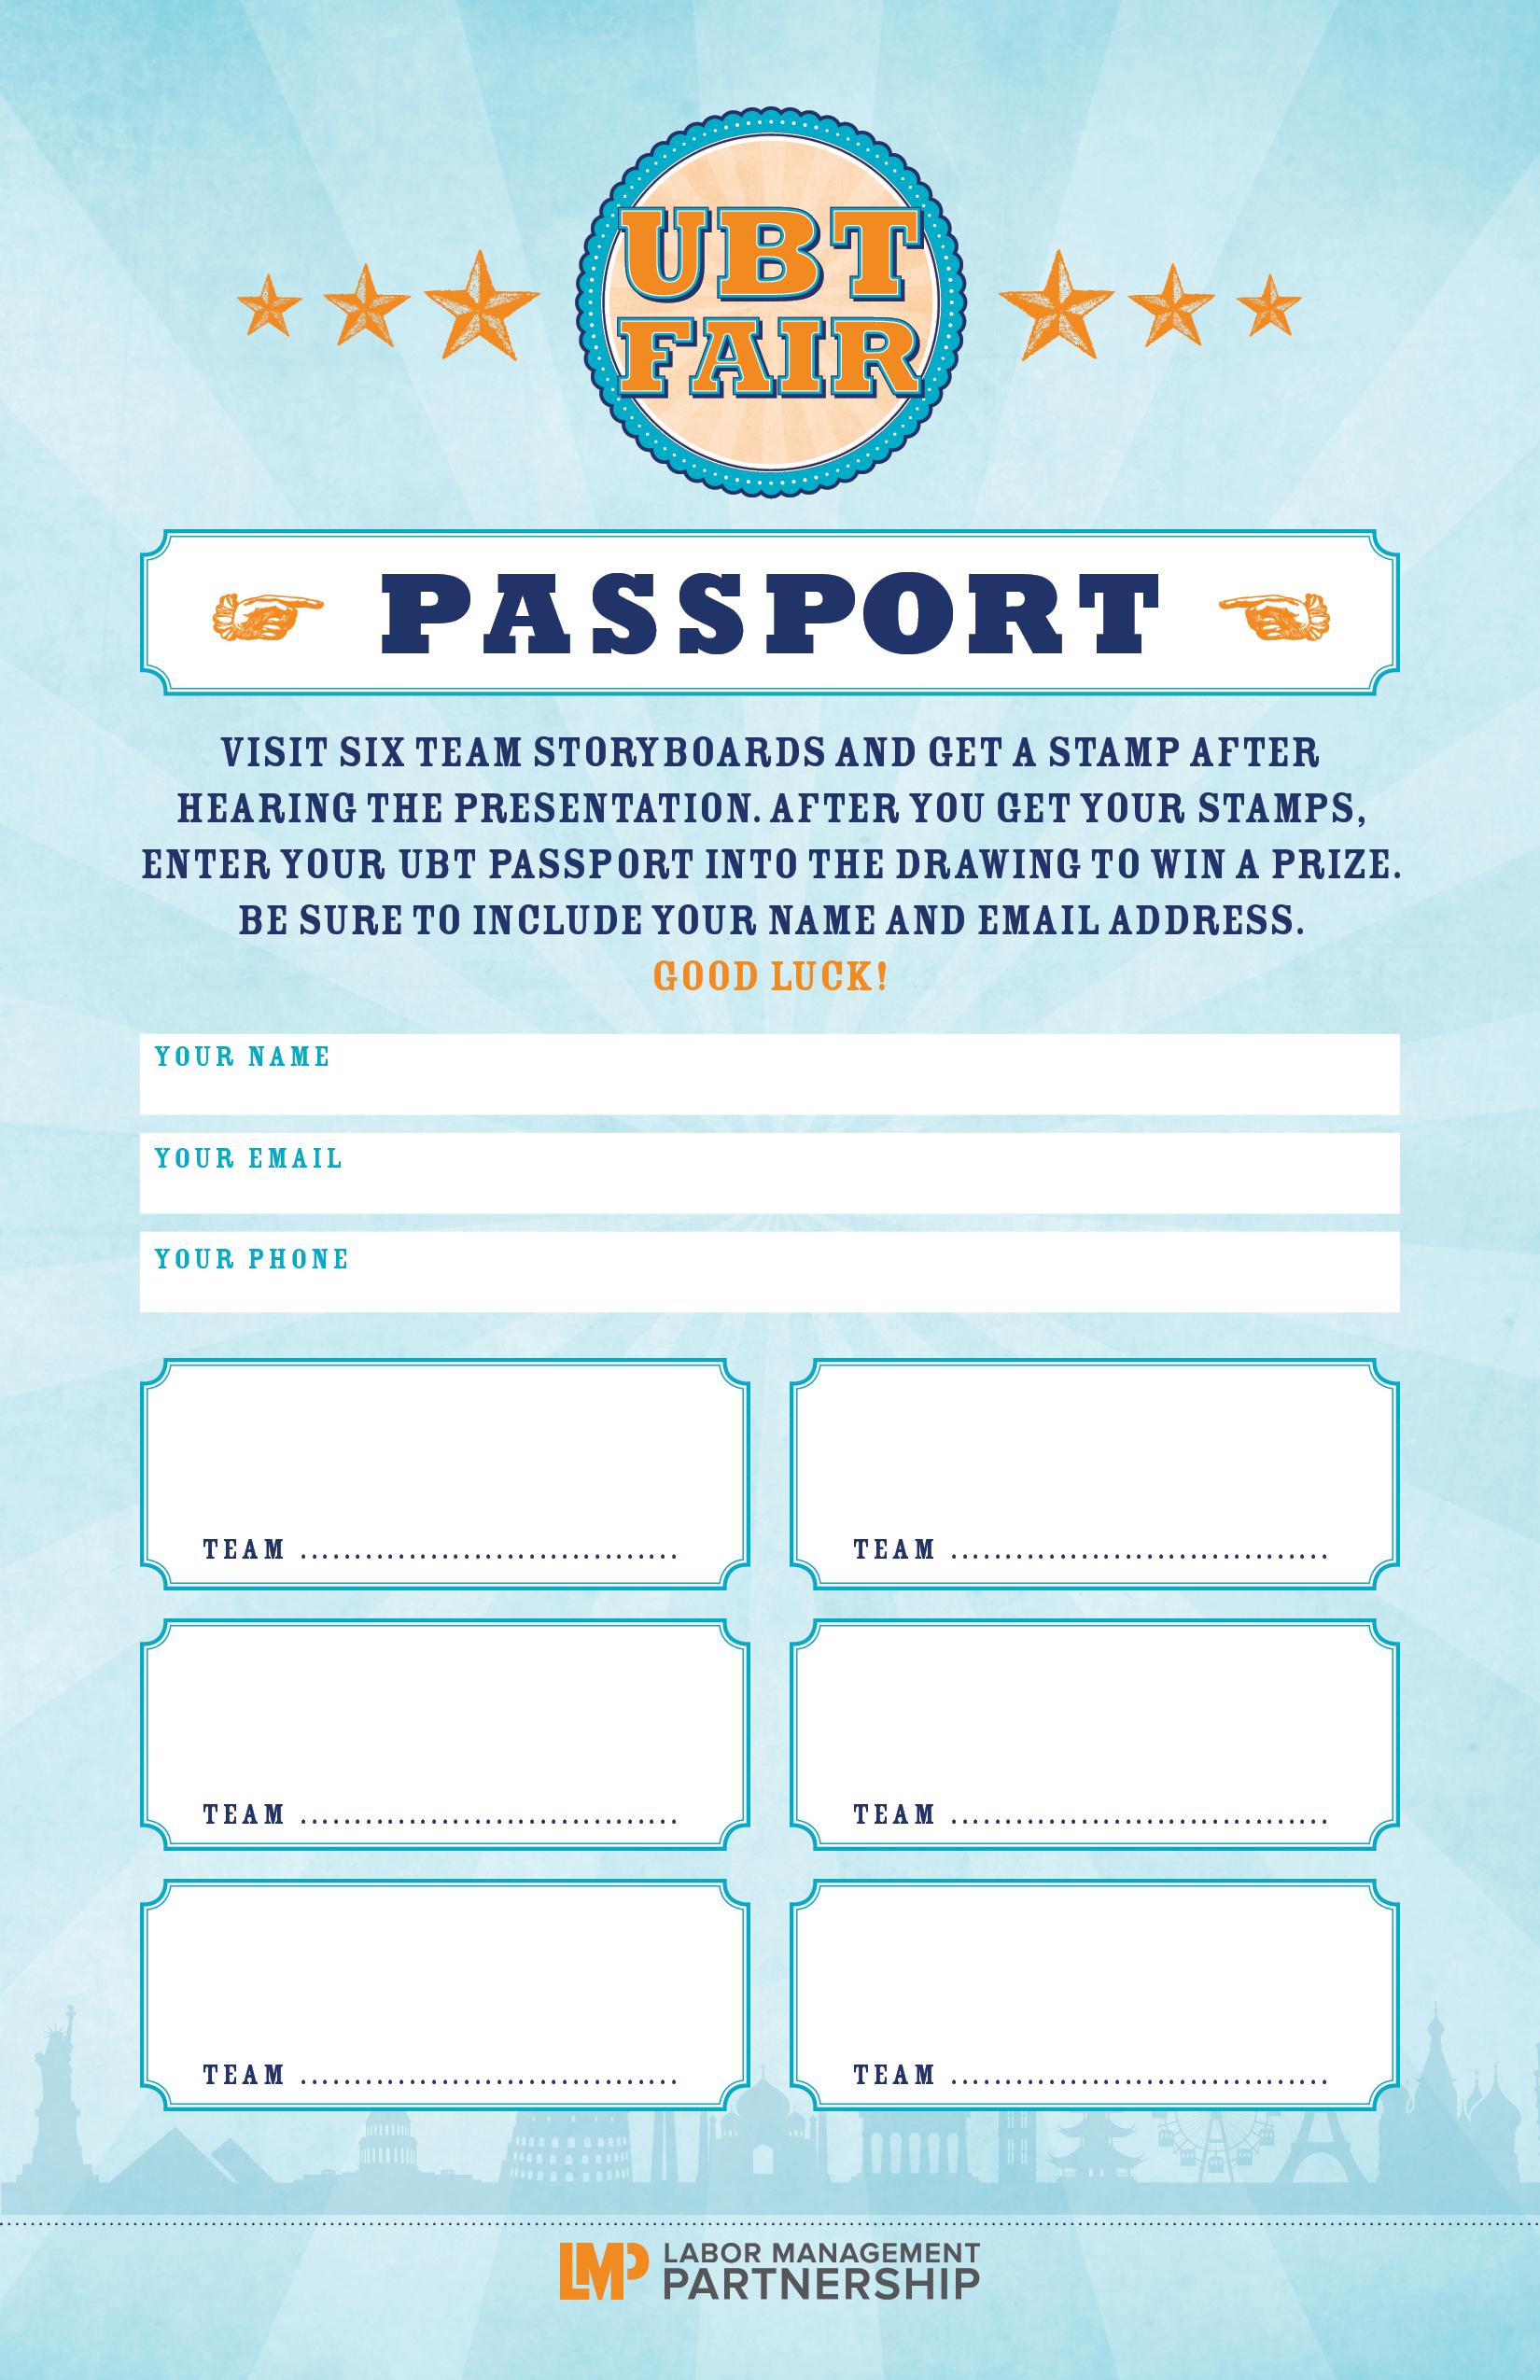 UBT
FAIR
PASSPORT
VISIT SIX TEAM STORYBOARDS AND GET A STAMP AFTER
HEARING THE PRESENTATION. AFTER YOU GET YOUR STAMPS,
ENTER YOUR UBT PASSPORT INTO THE DRAWING TO WIN A PRIZE.
BE SURE TO INCLUDE YOUR NAME AND EMAIL ADDRESS.
GOOD LUCK!
YOUR NAME
YOUR EMAIL
YOUR PHONE
TEAM ...................................
TEAM ...................................
TEAM ...................................
TEAM ...................................
TEAM ...................................
TEAM ...................................
LMP LABOR MANAGEMENT
PARTNERSHIP